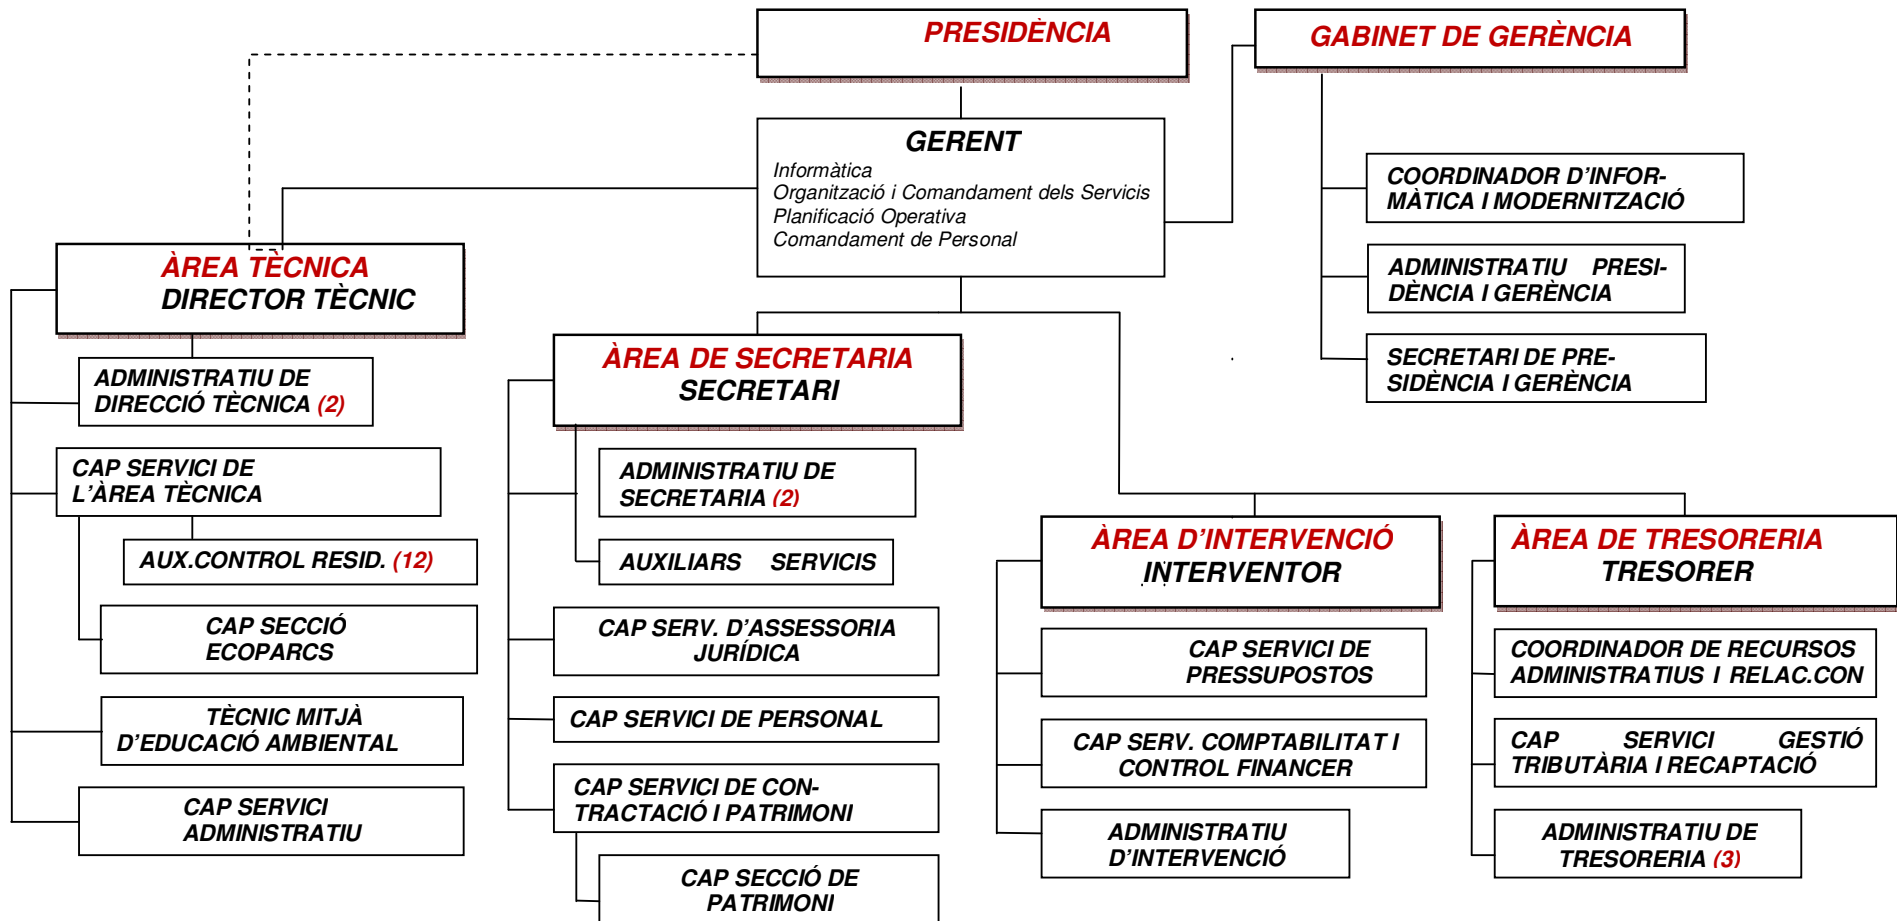 PRESIDÈNCIA
GABINET DE GERÈNCIA
GERENT
Informàtica
Organització i Comandament dels Servicis
Planificació Operativa
Comandament de Personal
COORDINADOR D'INFOR-
MÀTICA I MODERNITZACIÓ
ADMINISTRATIU PRESI-
DÈNCIA I GERÈNCIA
SECRETARI DE PRE-
SIDÈNCIA I GERÈNCIA
ÀREA TÈCNICA
DIRECTOR TÈCNIC
ADMINISTRATIU DE
DIRECCIÓ TÈCNICA (2)
CAP SERVICI DE
L'ÀREA TÈCNICA
AUX.CONTROL RESID. (12)
CAP SECCIÓ
ECOPARCS
TÈCNIC MITJÀ
D'EDUCACIÓ AMBIENTAL
CAP SERVICI
ADMINISTRATIU
ÀREA DE SECRETARIA
SECRETARI
ADMINISTRATIU DE
SECRETARIA (2)
AUXILIARS SERVICIS
CAP SERV. D'ASSESSORIA
JURÍDICA
CAP SERVICI DE PERSONAL
CAP SERVICI DE CON-
TRACTACIÓ I PATRIMONI
CAP SECCIÓ DE
PATRIMONI
ÀREA D'INTERVENCIÓ
INTERVENTOR
CAP SERVICI DE
PRESSUPOSTOS
CAP SERV. COMPTABILITAT I
CONTROL FINANCER
ADMINISTRATIU
D'INTERVENCIÓ
ÀREA DE TRESORERIA
TRESORER
COORDINADOR DE RECURSOS
ADMINISTRATIUS I RELAC.CON
CAP SERVICI GESTIÓ
TRIBUTÀRIA I RECAPTACIÓ
ADMINISTRATIU DE
TRESORERIA (3)